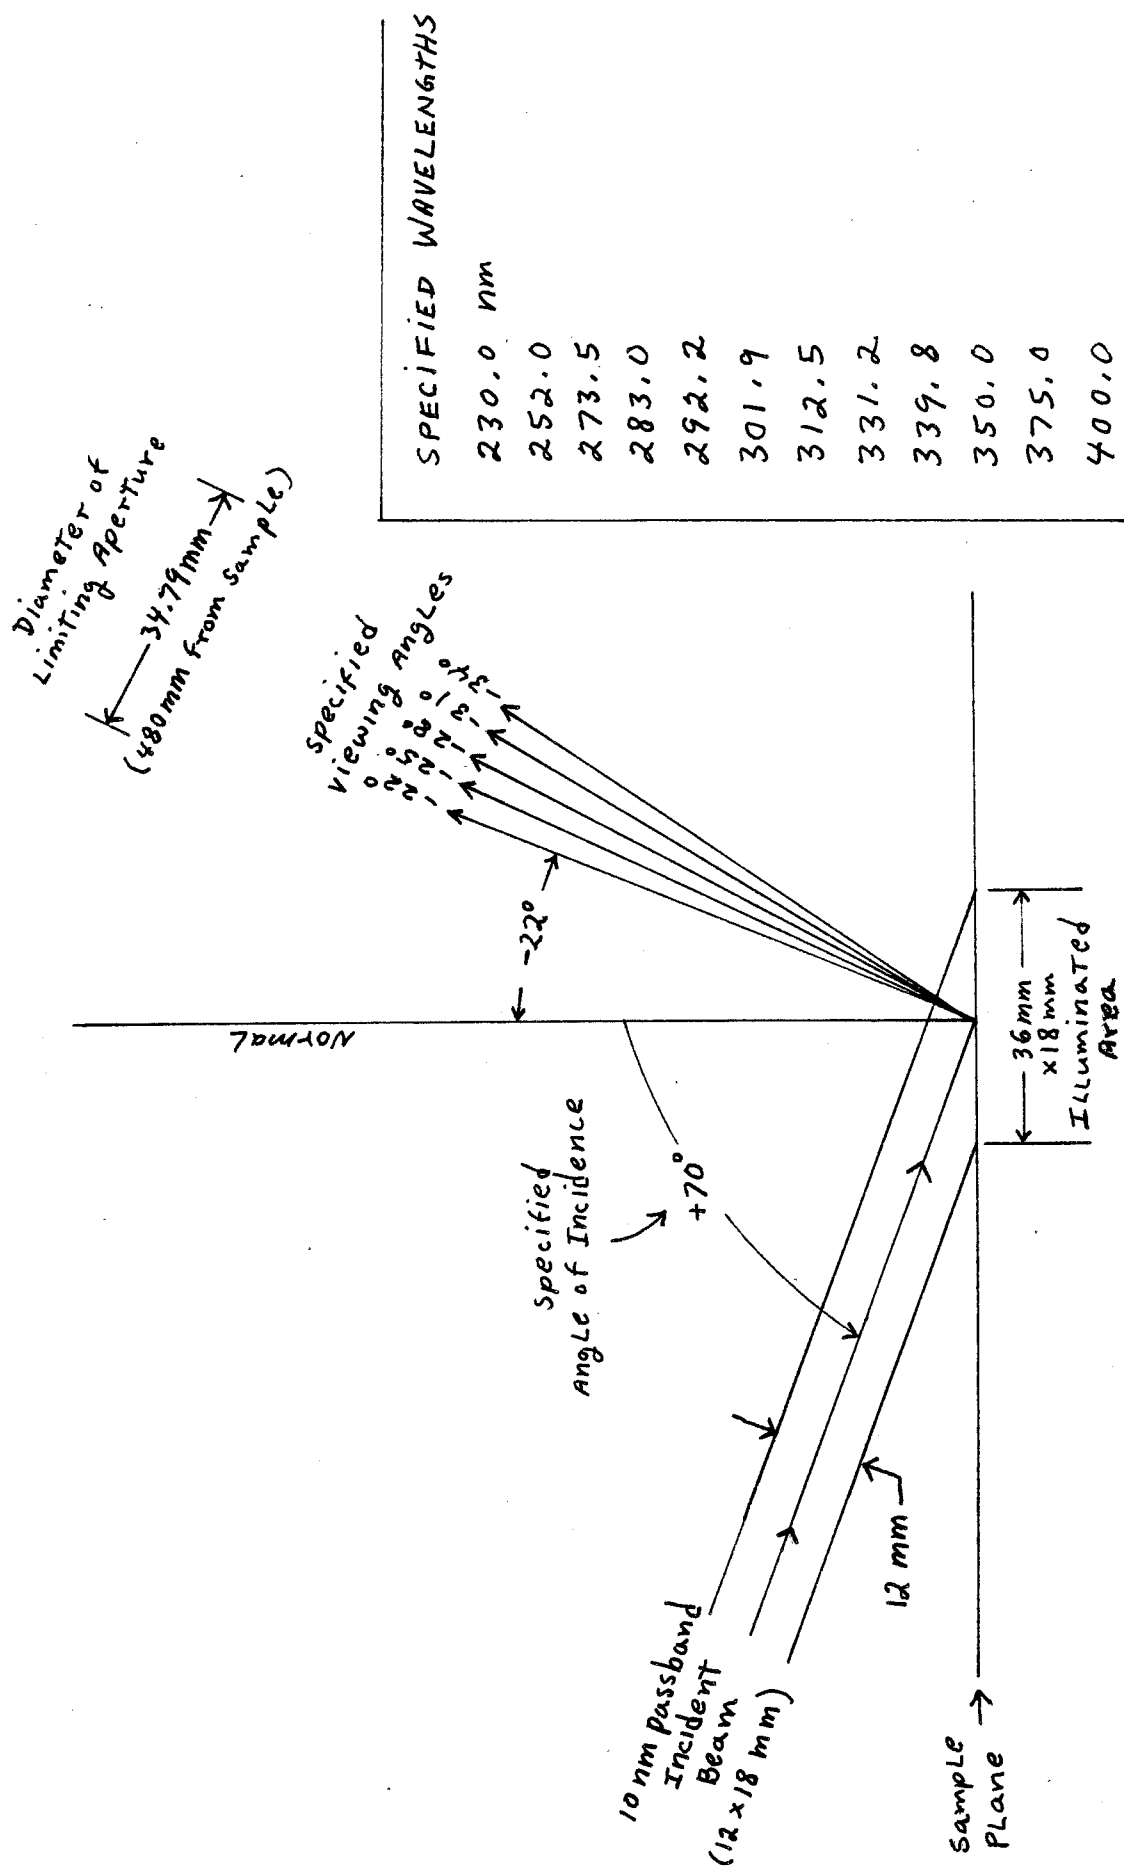 Diameter of
Limiting Aperture
34.79mm
(480mm from sample)
specified
viewing Angles
-22°
-25°
-28°
-31°
-34°
SPECIFIED WAVELENGTHS
230.0 nm
252.0
273.5
283.0
292.2
301.9
312.5
331.2
339.8
350.0
375.0
400.0
Normal
-22°
specified
Angle of Incidence
+70°
10 nm passband
Incident
Beam
(12 x 18 mm)
12 mm
sample
Plane
36mm
x18mm
Illuminated
Area